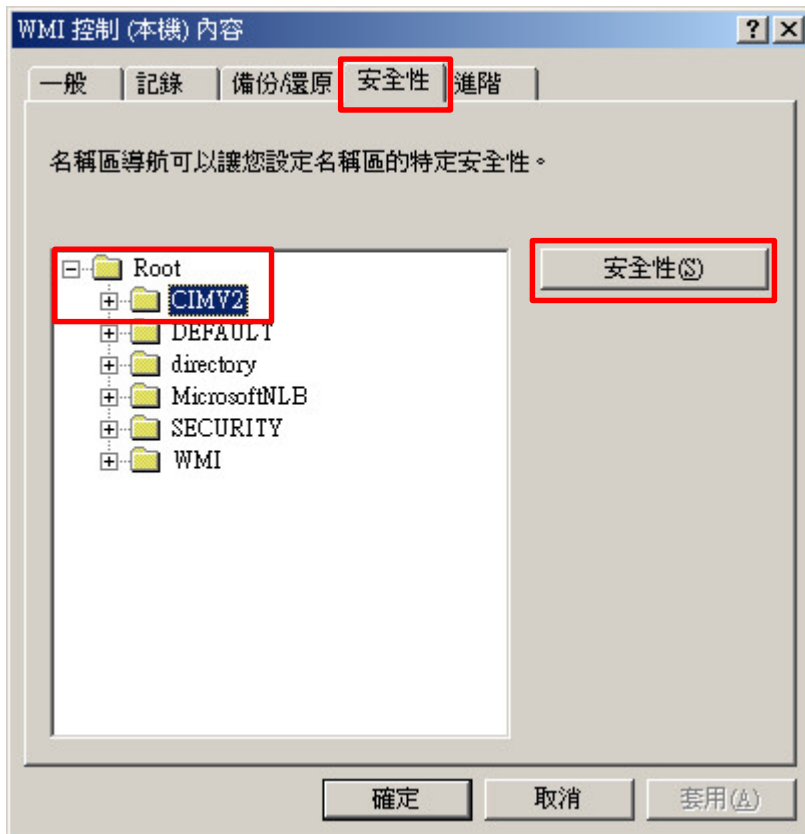 WMI 控制 (本機) 內容
一般 記錄 備份/還原 安全性 進階
名稱區導航可以讓您設定名稱區的特定安全性。
Root
安全性(S)
CIMV2
DEFAULT
directory
MicrosoftNLB
SECURITY
WMI
確定 取消 套用(A)